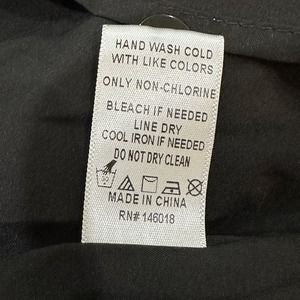 HAND WASH COLD
WITH LIKE COLORS
ONLY NON-CHLORINE
BLEACH IF NEEDED
LINE DRY
COOL IRON IF NEEDED
DO NOT DRY CLEAN
MADE IN CHINA
RN# 146018